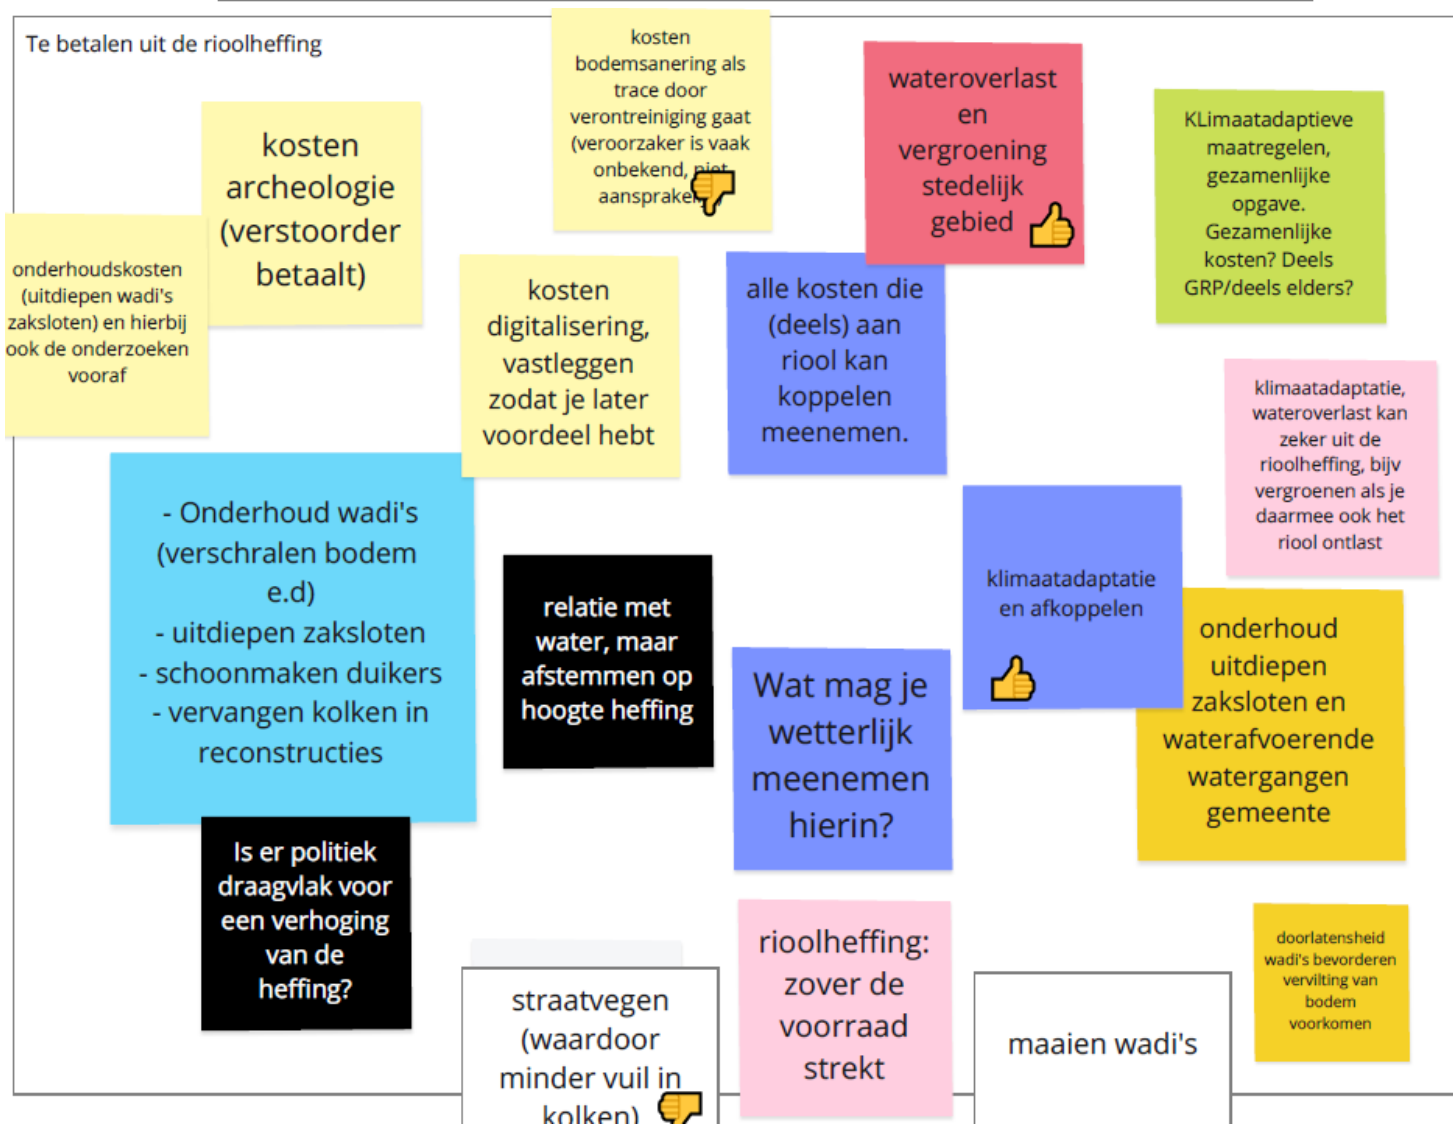 Te betalen uit de rioolheffing
kosten
bodemsanering als
trace door
verontreiniging gaat
(veroorzaker is vaak
onbekend, niet
wateroverlast
en
vergroening
stedelijk
gebied
KLimaatadaptieve
maatregelen,
gezamenlijke
opgave.
Gezamenlijke
kosten? Deels
GRP/deels elders?
kosten
archeologie
(verstoorder
betaalt)
onderhoudskosten
(uitdiepen wadi's
zaksloten) en hierbij
ook de onderzoeken
vooraf
kosten
digitalisering,
vastleggen
zodat je later
voordeel hebt
alle kosten die
(deels) aan
riool kan
koppelen
meenemen.
klimaatadaptatie,
wateroverlast kan
zeker uit de
rioolheffing, bijv
vergroenen als je
daarmee ook het
riool ontlast
- Onderhoud wadi's
(verschralen bodem
e.d)
- uitdiepen zaksloten
- schoonmaken duikers
- vervangen kolken in
reconstructies
relatie met
water, maar
afstemmen op
hoogte heffing
klimaatadaptatie
en afkoppelen
Wat mag je
wetterlijk
meenemen
hierin?
onderhoud
uitdiepen
zaksloten en
waterafvoerende
watergangen
gemeente
Is er politiek
draagvlak voor
een verhoging
van de
heffing?
straatvegen
(waardoor
minder vuil in
kolken)
rioolheffing:
zover de
voorraad
strekt
maaien wadi's
doorlatensheid
wadi's bevorderen
vervilting van
bodem
voorkomen